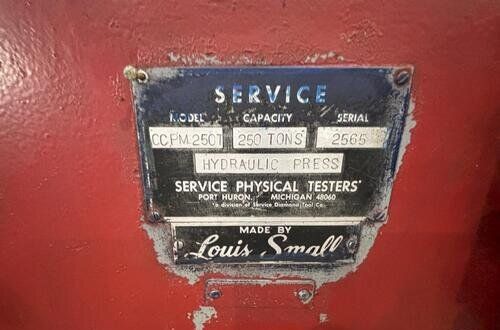 SERVICE
MODEL CAPACITY SERIAL
CCPM 250T 250 TONS 2565
HYDRAULIC PRESS
SERVICE PHYSICAL TESTERS
PORT HURON, MICHIGAN 48060
a division of Service Diamond Tool Co.
MADE BY
Louis Small